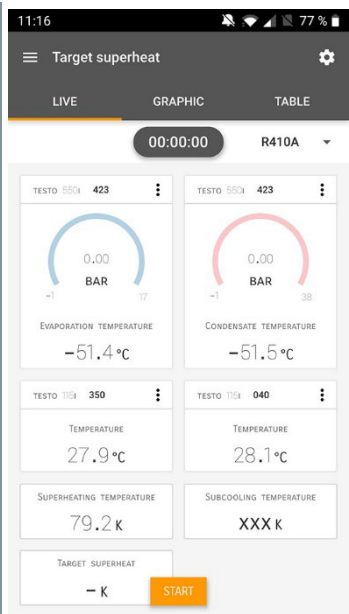 11:16 77 %
Target superheat
LIVE GRAPHIC TABLE
00:00:00 R410A
TESTO 550i 423 TESTO 550i 423
0.00 0.00
BAR BAR
-1 17 -1 38
EVAPORATION TEMPERATURE CONDENSATE TEMPERATURE
-51.4 °C -51.5 °C
TESTO 115i 350 TESTO 115i 040
TEMPERATURE TEMPERATURE
27.9 °C 28.1 °C
SUPERHEATING TEMPERATURE SUBCOOLING TEMPERATURE
79.2 K XXX K
TARGET SUPERHEAT
– K
START